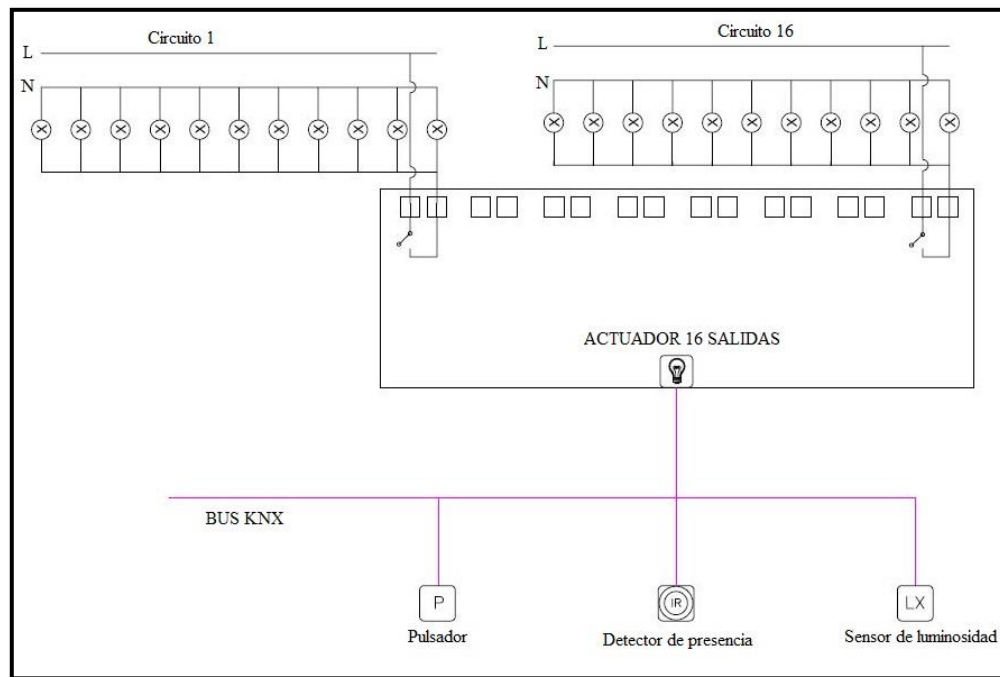 Circuito 1
Circuito 16
L
L
N
N
ACTUADOR 16 SALIDAS
BUS KNX
P
IR
LX
Pulsador
Detector de presencia
Sensor de luminosidad